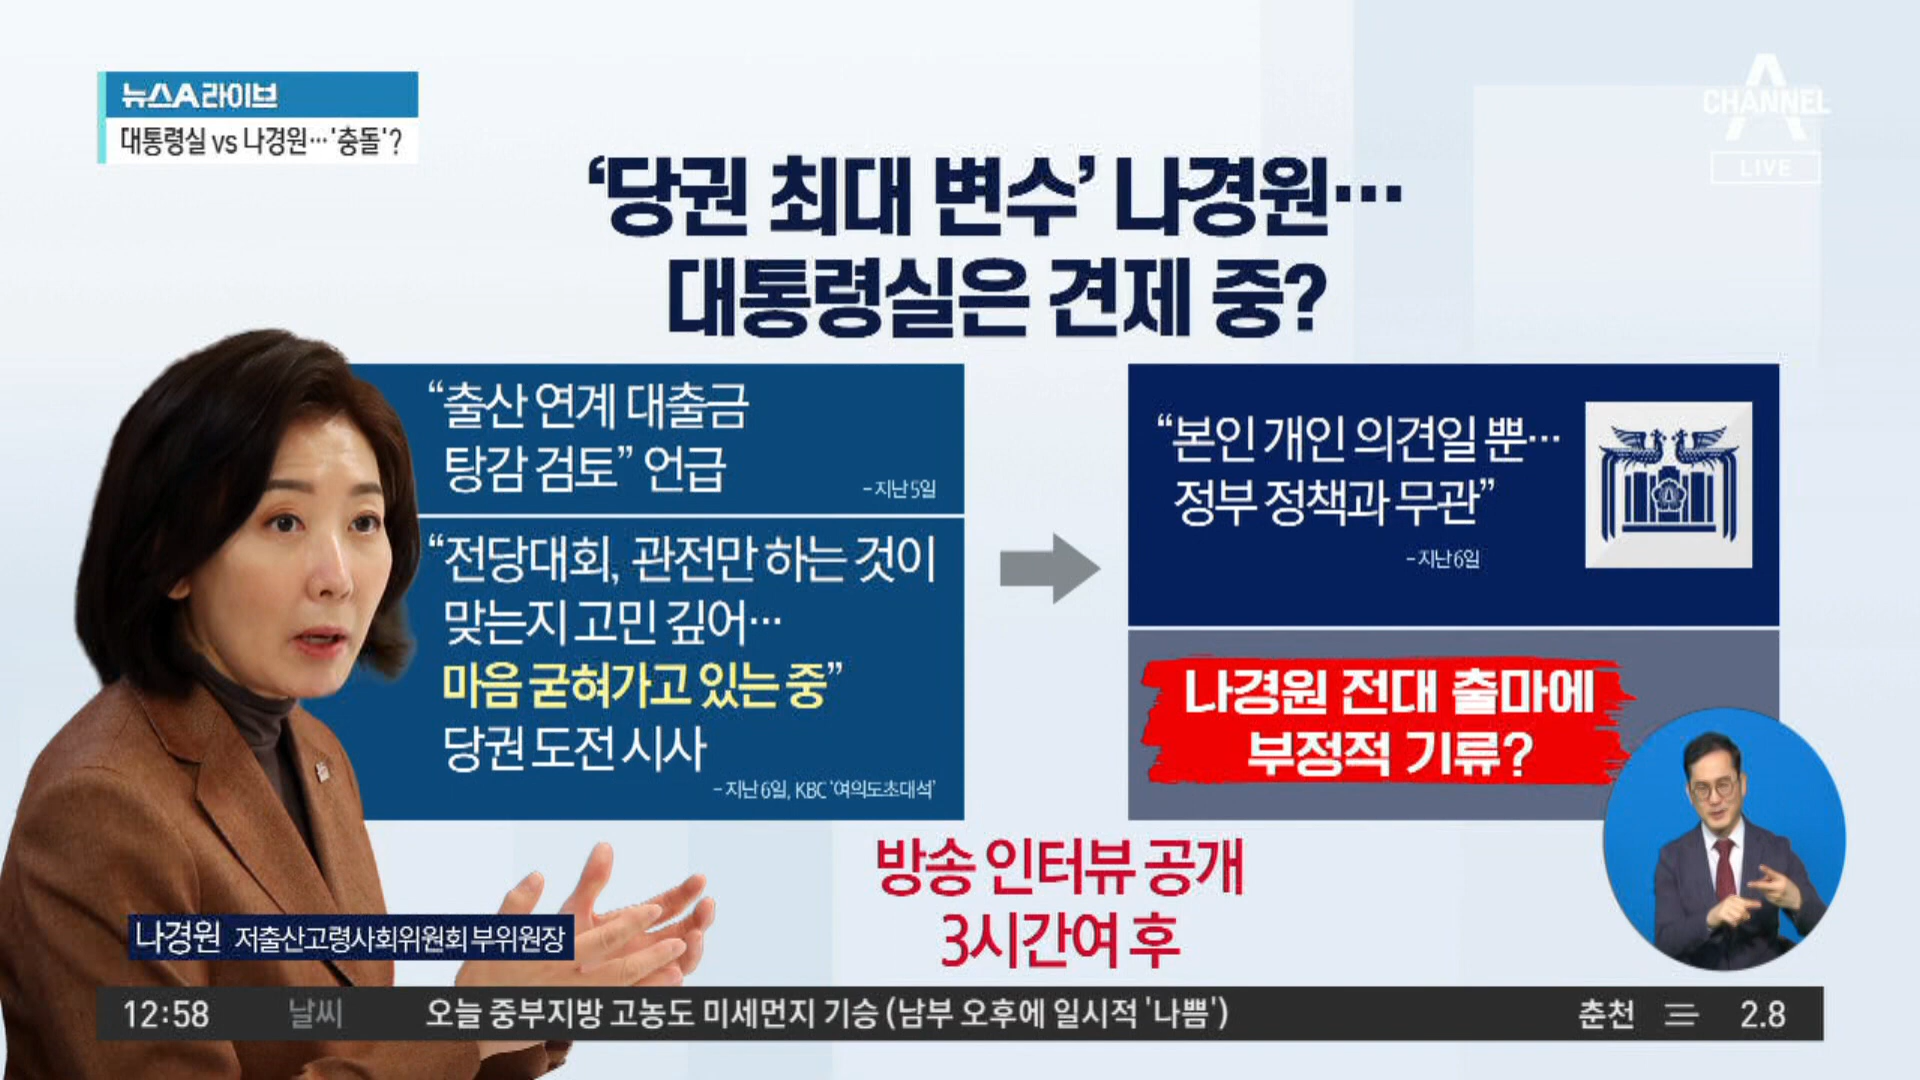 뉴스A 라이브
대통령실 vs 나경원…'충돌'?
CHANNEL A
LIVE
'당권 최대 변수' 나경원…
대통령실은 견제 중?
“출산 연계 대출금
탕감 검토” 언급
- 지난 5일
“전당대회, 관전만 하는 것이
맞는지 고민 깊어…
마음 굳혀가고 있는 중”
당권 도전 시사
- 지난 6일, KBC '여의도초대석'
“본인 개인 의견일 뿐…
정부 정책과 무관”
- 지난 6일
나경원 전대 출마에
부정적 기류?
방송 인터뷰 공개
3시간여 후
나경원 저출산고령사회위원회 부위원장
12:58 날씨 오늘 중부지방 고농도 미세먼지 기승 (남부 오후에 일시적 '나쁨') 춘천 2.8